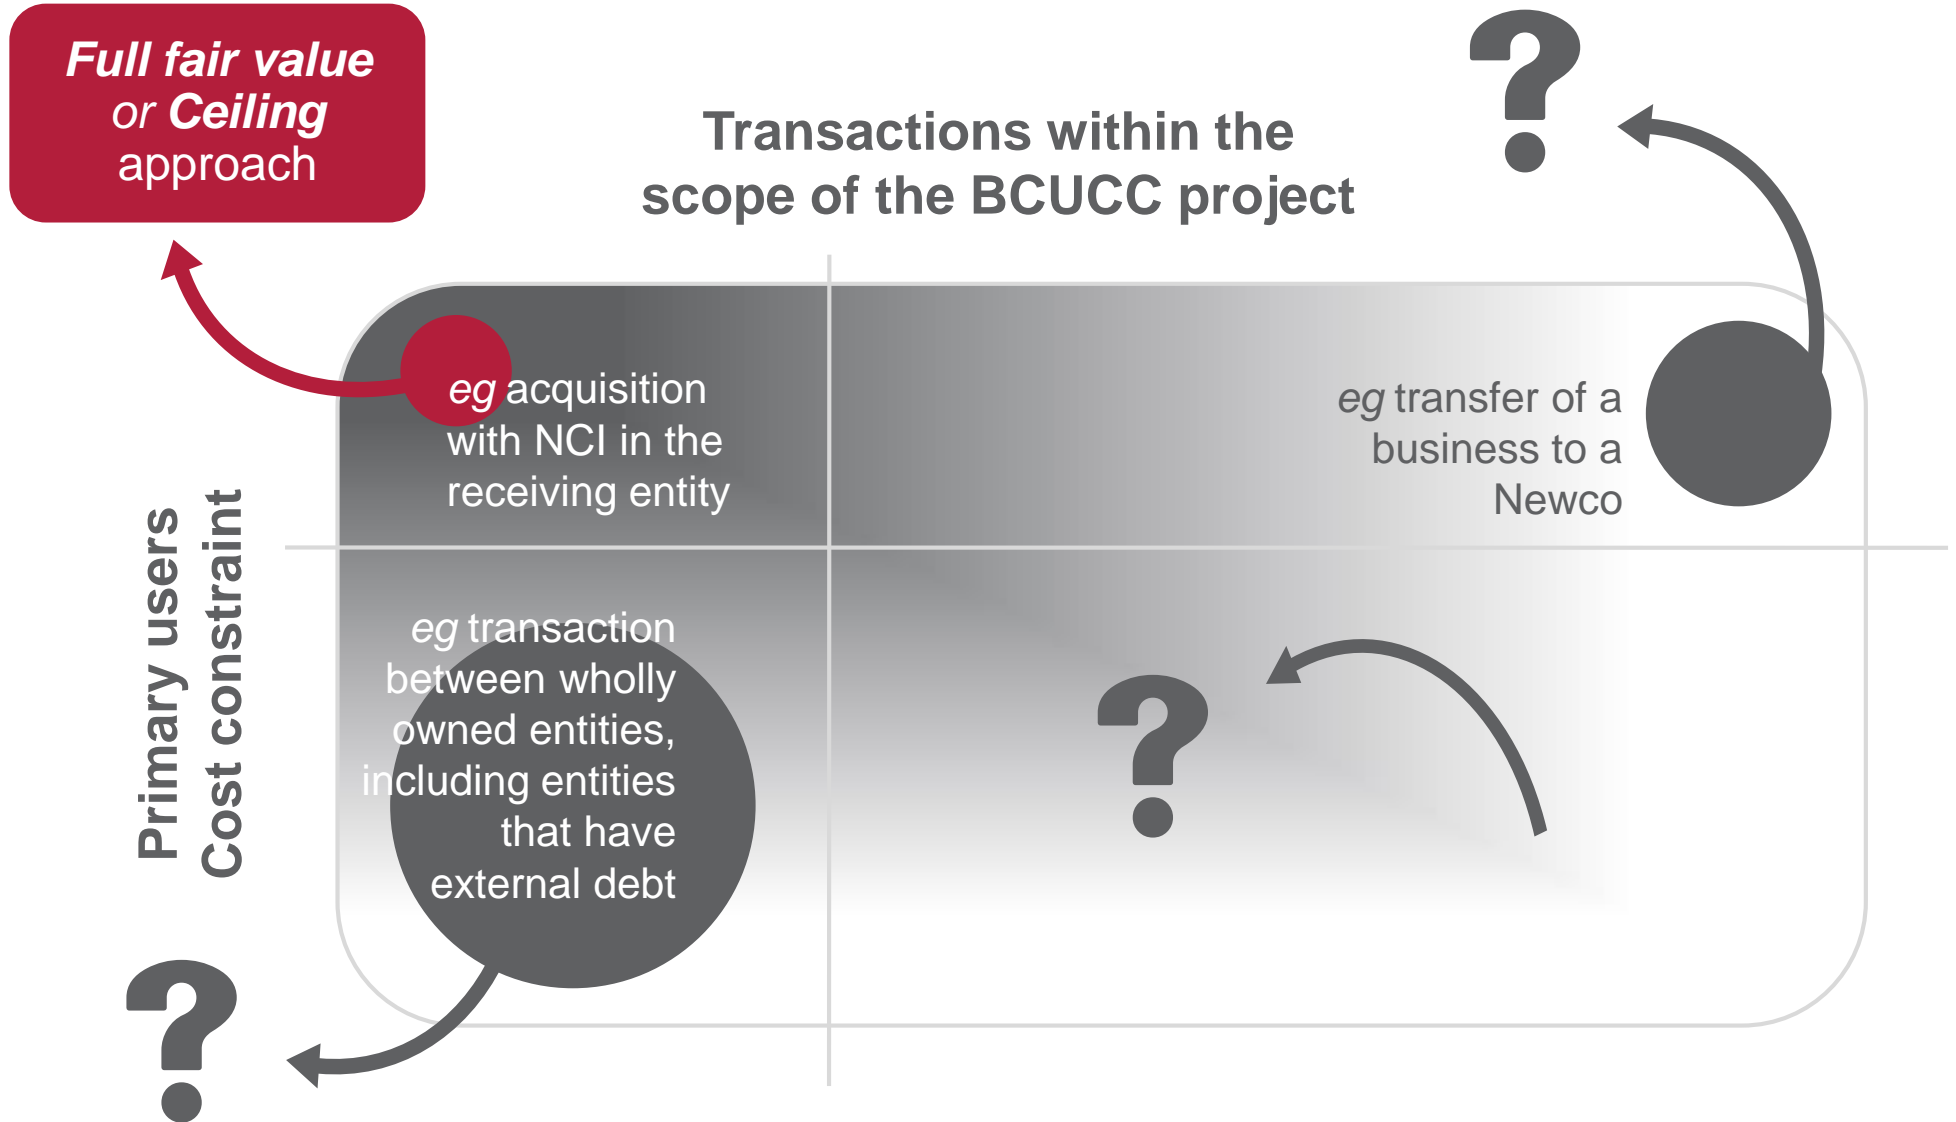 Full fair value
or Ceiling
approach
Transactions within the
scope of the BCUCC project
?
eg acquisition
with NCI in the
receiving entity
eg transfer of a
business to a
Newco
Primary users
Cost constraint
eg transaction
between wholly
owned entities,
including entities
that have
external debt
?
?